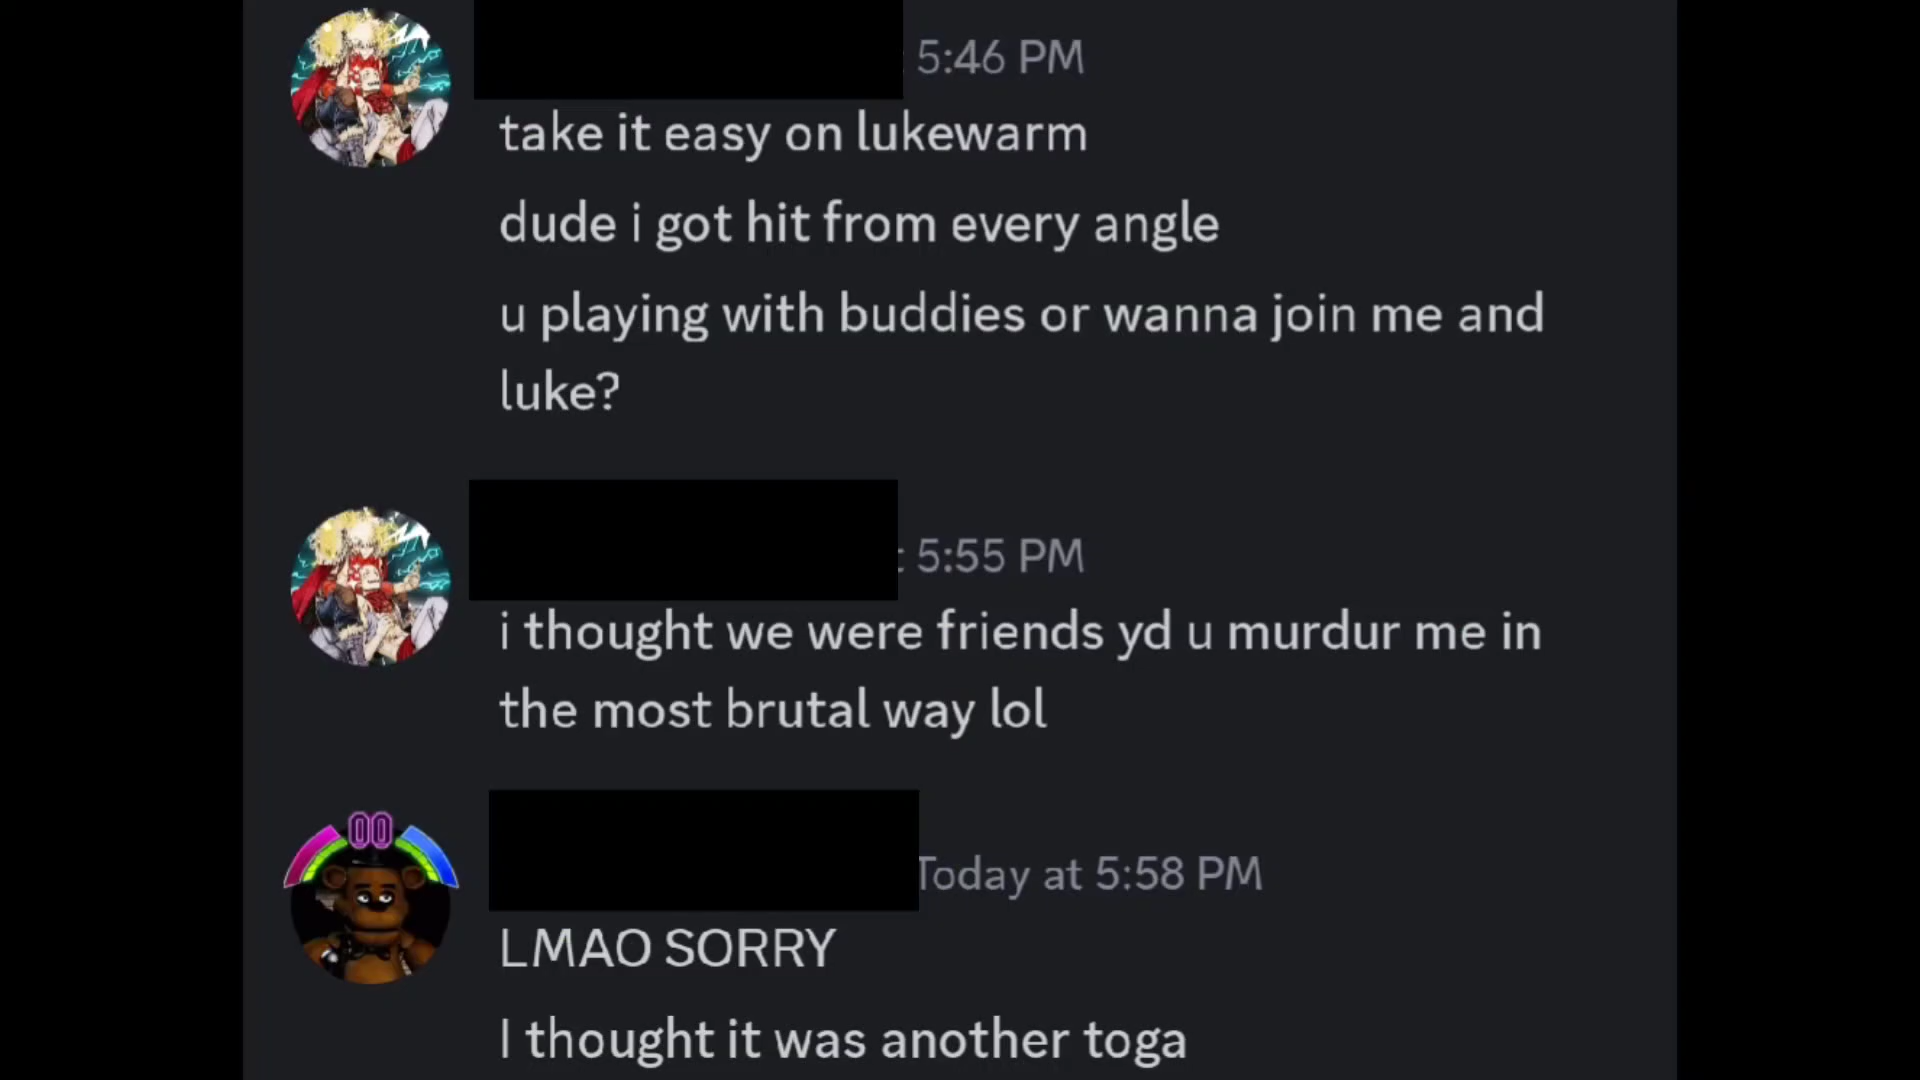 5:46 PM
take it easy on lukewarm
dude i got hit from every angle
u playing with buddies or wanna join me and
luke?
5:55 PM
i thought we were friends yd u murdur me in
the most brutal way lol
00
Today at 5:58 PM
LMAO SORRY
I thought it was another toga